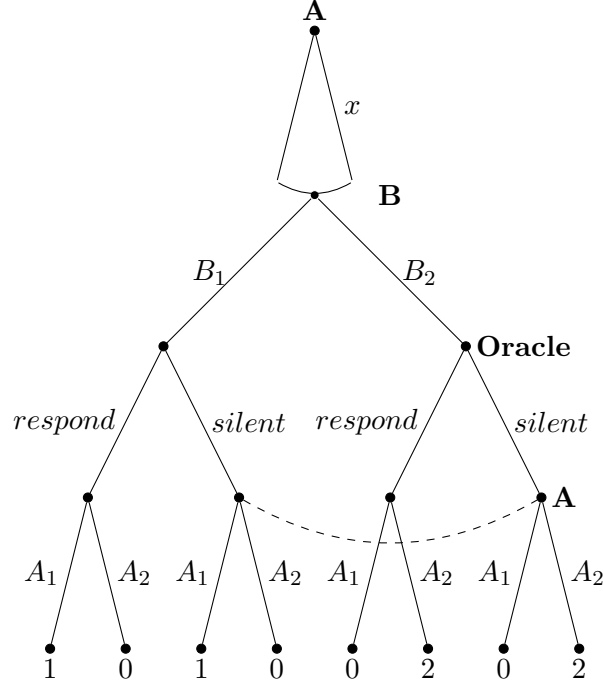 A
x
B
B₁ B₂
Oracle
respond silent respond silent
A
A₁ A₂ A₁ A₂ A₁ A₂ A₁ A₂
1 0 1 0 0 2 0 2